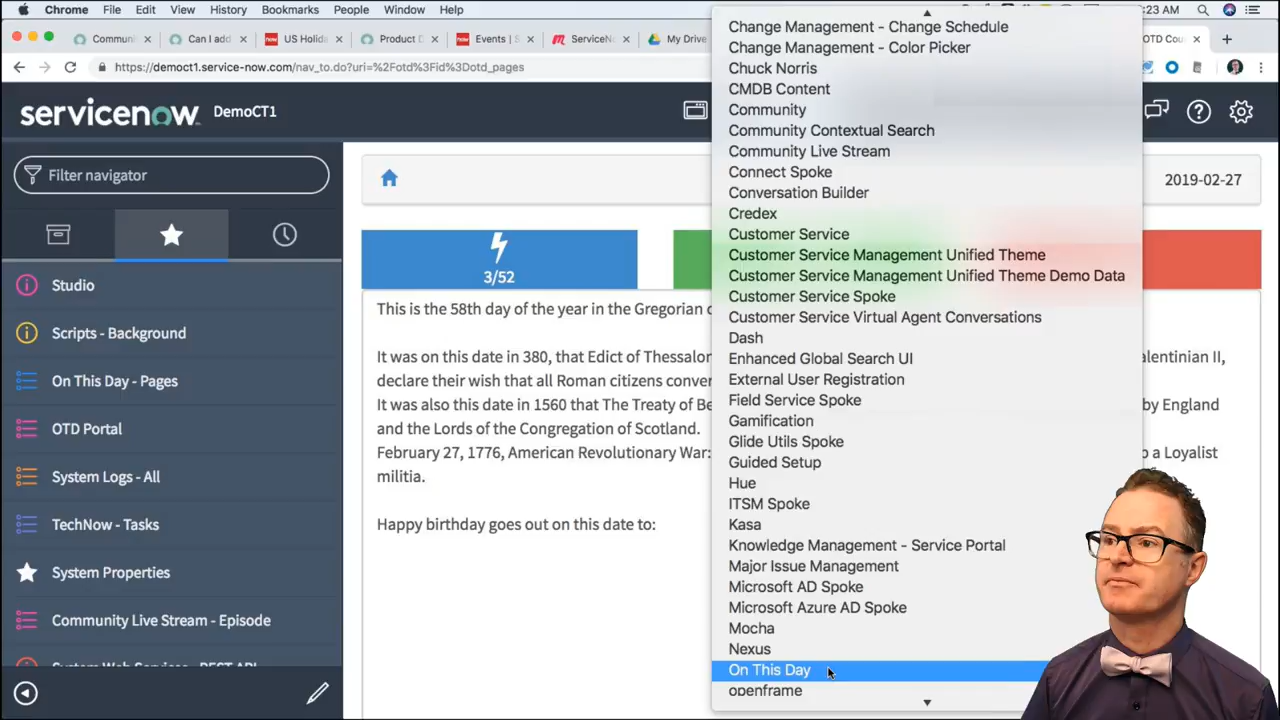 Chrome File Edit View History Bookmarks People Window Help
:23 AM
Commun
Can I add
US Holida
Product D
Events | S
ServiceNo
My Drive
OTD Cou
https://democt1.service-now.com/nav_to.do?uri=%2Fotd%3Fid%3Dotd_pages
servicenow DemoCT1
Filter navigator
Studio
Scripts - Background
On This Day - Pages
OTD Portal
System Logs - All
TechNow - Tasks
System Properties
Community Live Stream - Episode
System Web Services - REST API
2019-02-27
3/52
This is the 58th day of the year in the Gregorian c
It was on this date in 380, that Edict of Thessalor
alentinian II,
declare their wish that all Roman citizens conver
It was also this date in 1560 that The Treaty of Be
by England
and the Lords of the Congregation of Scotland.
February 27, 1776, American Revolutionary War:
o a Loyalist
militia.
Happy birthday goes out on this date to:
Change Management - Change Schedule
Change Management - Color Picker
Chuck Norris
CMDB Content
Community
Community Contextual Search
Community Live Stream
Connect Spoke
Conversation Builder
Credex
Customer Service
Customer Service Management Unified Theme
Customer Service Management Unified Theme Demo Data
Customer Service Spoke
Customer Service Virtual Agent Conversations
Dash
Enhanced Global Search UI
External User Registration
Field Service Spoke
Gamification
Glide Utils Spoke
Guided Setup
Hue
ITSM Spoke
Kasa
Knowledge Management - Service Portal
Major Issue Management
Microsoft AD Spoke
Microsoft Azure AD Spoke
Mocha
Nexus
On This Day
openframe